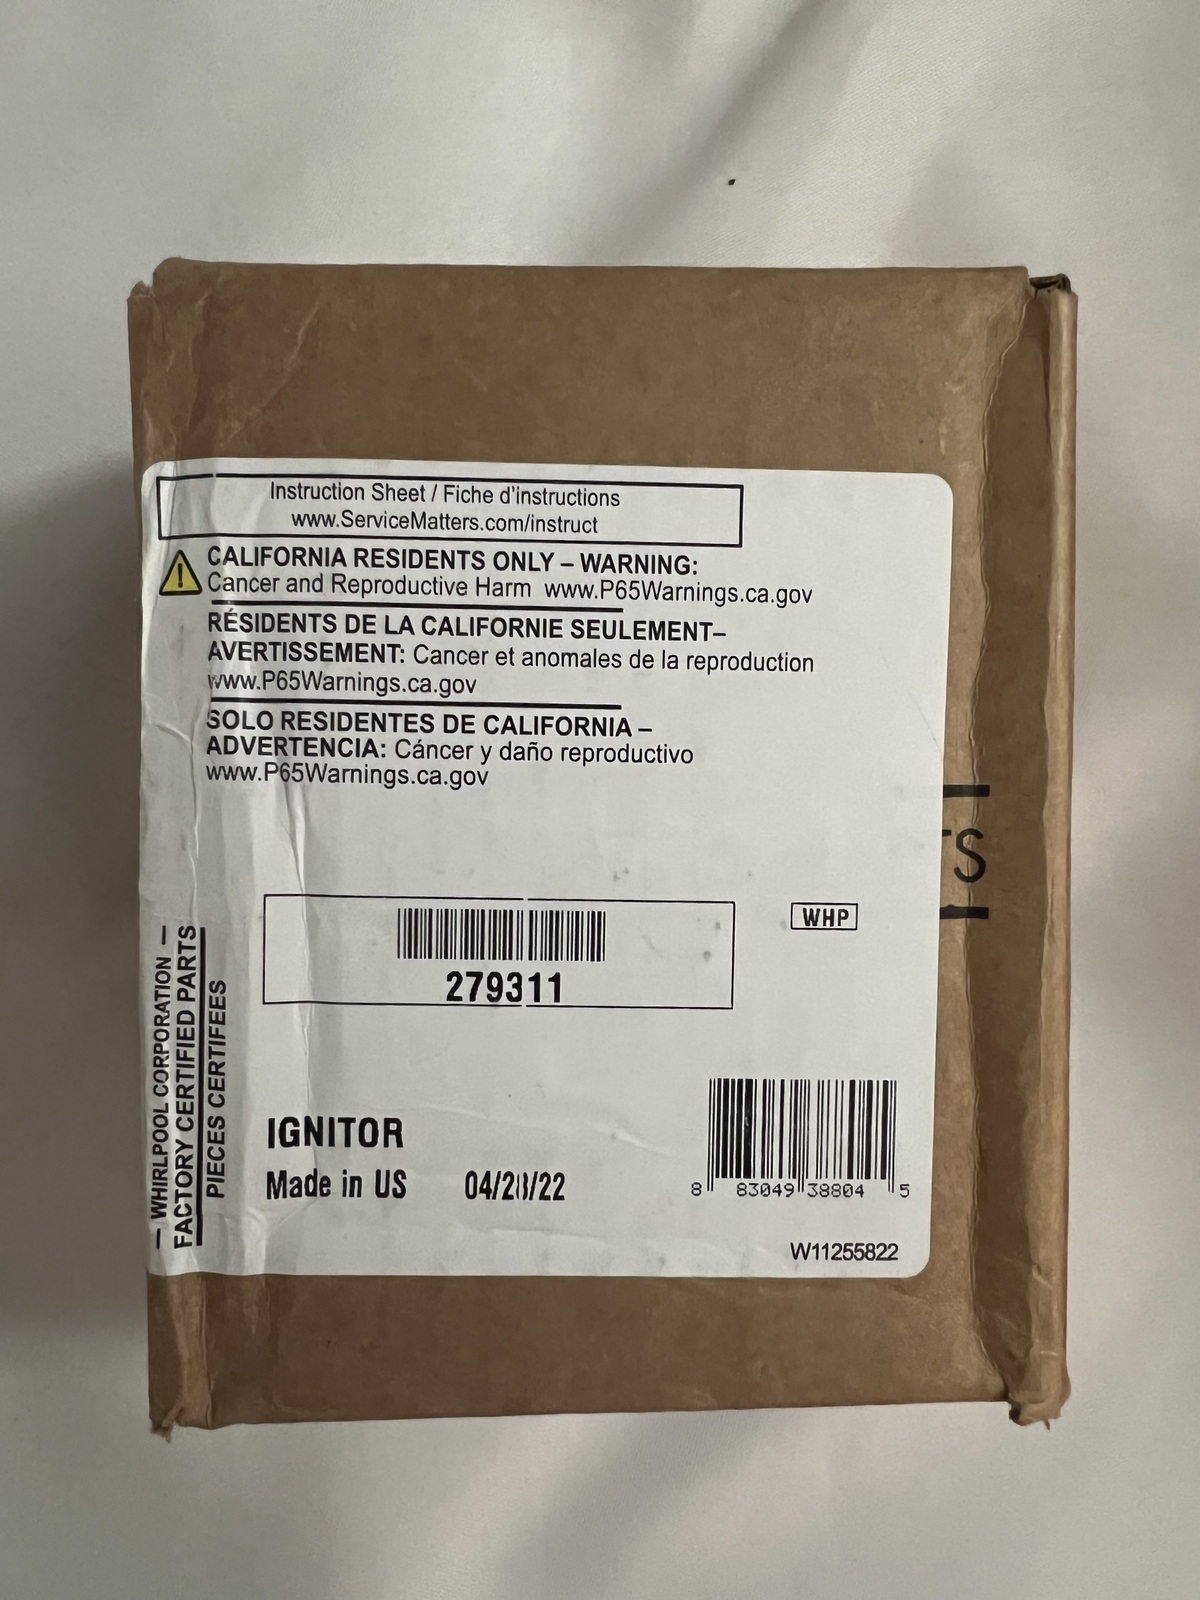 Instruction Sheet / Fiche d'instructions
www.ServiceMatters.com/instruct
CALIFORNIA RESIDENTS ONLY – WARNING:
Cancer and Reproductive Harm www.P65Warnings.ca.gov
RÉSIDENTS DE LA CALIFORNIE SEULEMENT–
AVERTISSEMENT: Cancer et anomales de la reproduction
www.P65Warnings.ca.gov
SOLO RESIDENTES DE CALIFORNIA –
ADVERTENCIA: Cáncer y daño reproductivo
www.P65Warnings.ca.gov
TS
WHP
279311
— WHIRLPOOL CORPORATION —
FACTORY CERTIFIED PARTS
PIECES CERTIFEES
IGNITOR
Made in US
8 83049 38804 5
W11255822